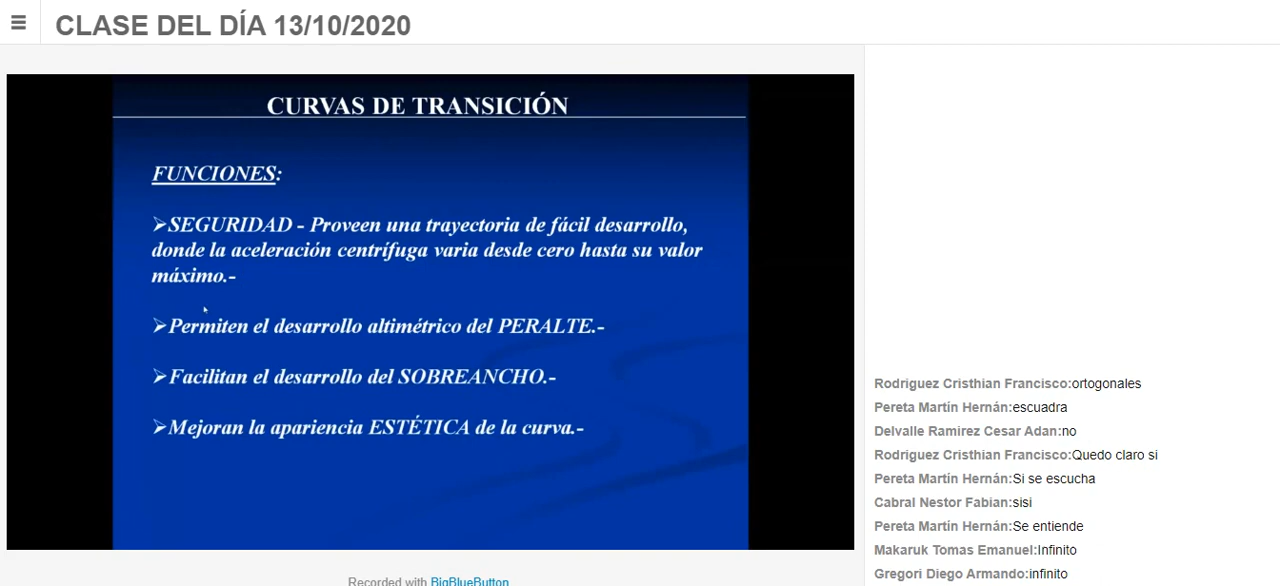 CLASE DEL DÍA 13/10/2020
CURVAS DE TRANSICIÓN
FUNCIONES:
➢SEGURIDAD - Proveen una trayectoria de fácil desarrollo,
donde la aceleración centrífuga varia desde cero hasta su valor
máximo.-
➢Permiten el desarrollo altimétrico del PERALTE.-
➢Facilitan el desarrollo del SOBREANCHO.-
➢Mejoran la apariencia ESTÉTICA de la curva.-
Recorded with BigBlueButton
Rodriguez Cristhian Francisco:ortogonales
Pereta Martín Hernán:escuadra
Delvalle Ramirez Cesar Adan:no
Rodriguez Cristhian Francisco:Quedo claro si
Pereta Martín Hernán:Si se escucha
Cabral Nestor Fabian:sisi
Pereta Martín Hernán:Se entiende
Makaruk Tomas Emanuel:Infinito
Gregori Diego Armando:infinito